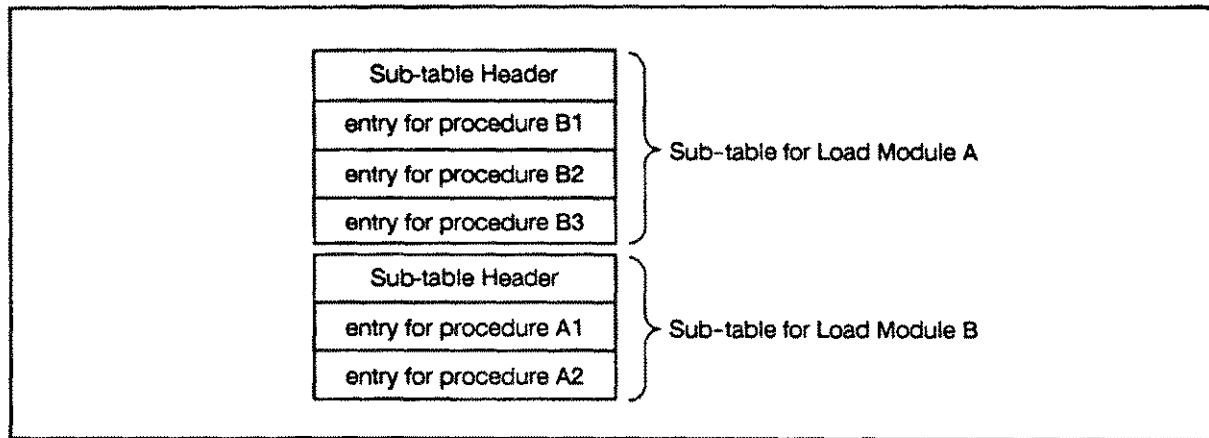 Sub-table Header
entry for procedure B1
entry for procedure B2
Sub-table for Load Module A
entry for procedure B3
Sub-table Header
entry for procedure A1
Sub-table for Load Module B
entry for procedure A2